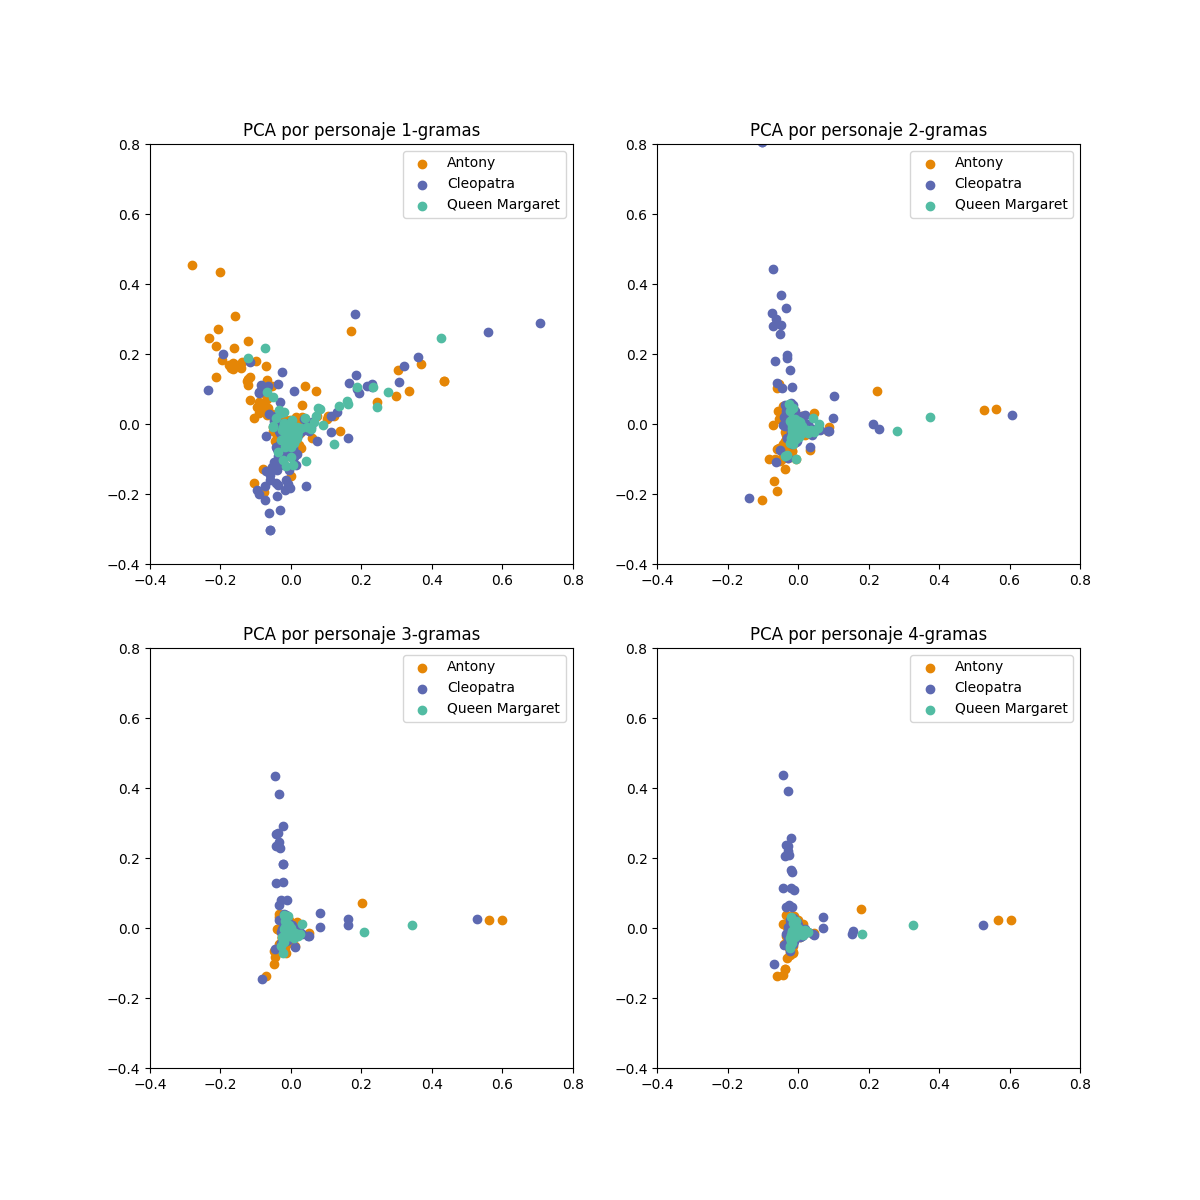 PCA por personaje 1-gramas
Antony
Cleopatra
Queen Margaret
0.8
0.6
0.4
0.2
0.0
−0.2
−0.4
−0.4 −0.2 0.0 0.2 0.4 0.6 0.8
PCA por personaje 2-gramas
Antony
Cleopatra
Queen Margaret
0.8
0.6
0.4
0.2
0.0
−0.2
−0.4
−0.4 −0.2 0.0 0.2 0.4 0.6 0.8
PCA por personaje 3-gramas
Antony
Cleopatra
Queen Margaret
0.8
0.6
0.4
0.2
0.0
−0.2
−0.4
−0.4 −0.2 0.0 0.2 0.4 0.6 0.8
PCA por personaje 4-gramas
Antony
Cleopatra
Queen Margaret
0.8
0.6
0.4
0.2
0.0
−0.2
−0.4
−0.4 −0.2 0.0 0.2 0.4 0.6 0.8